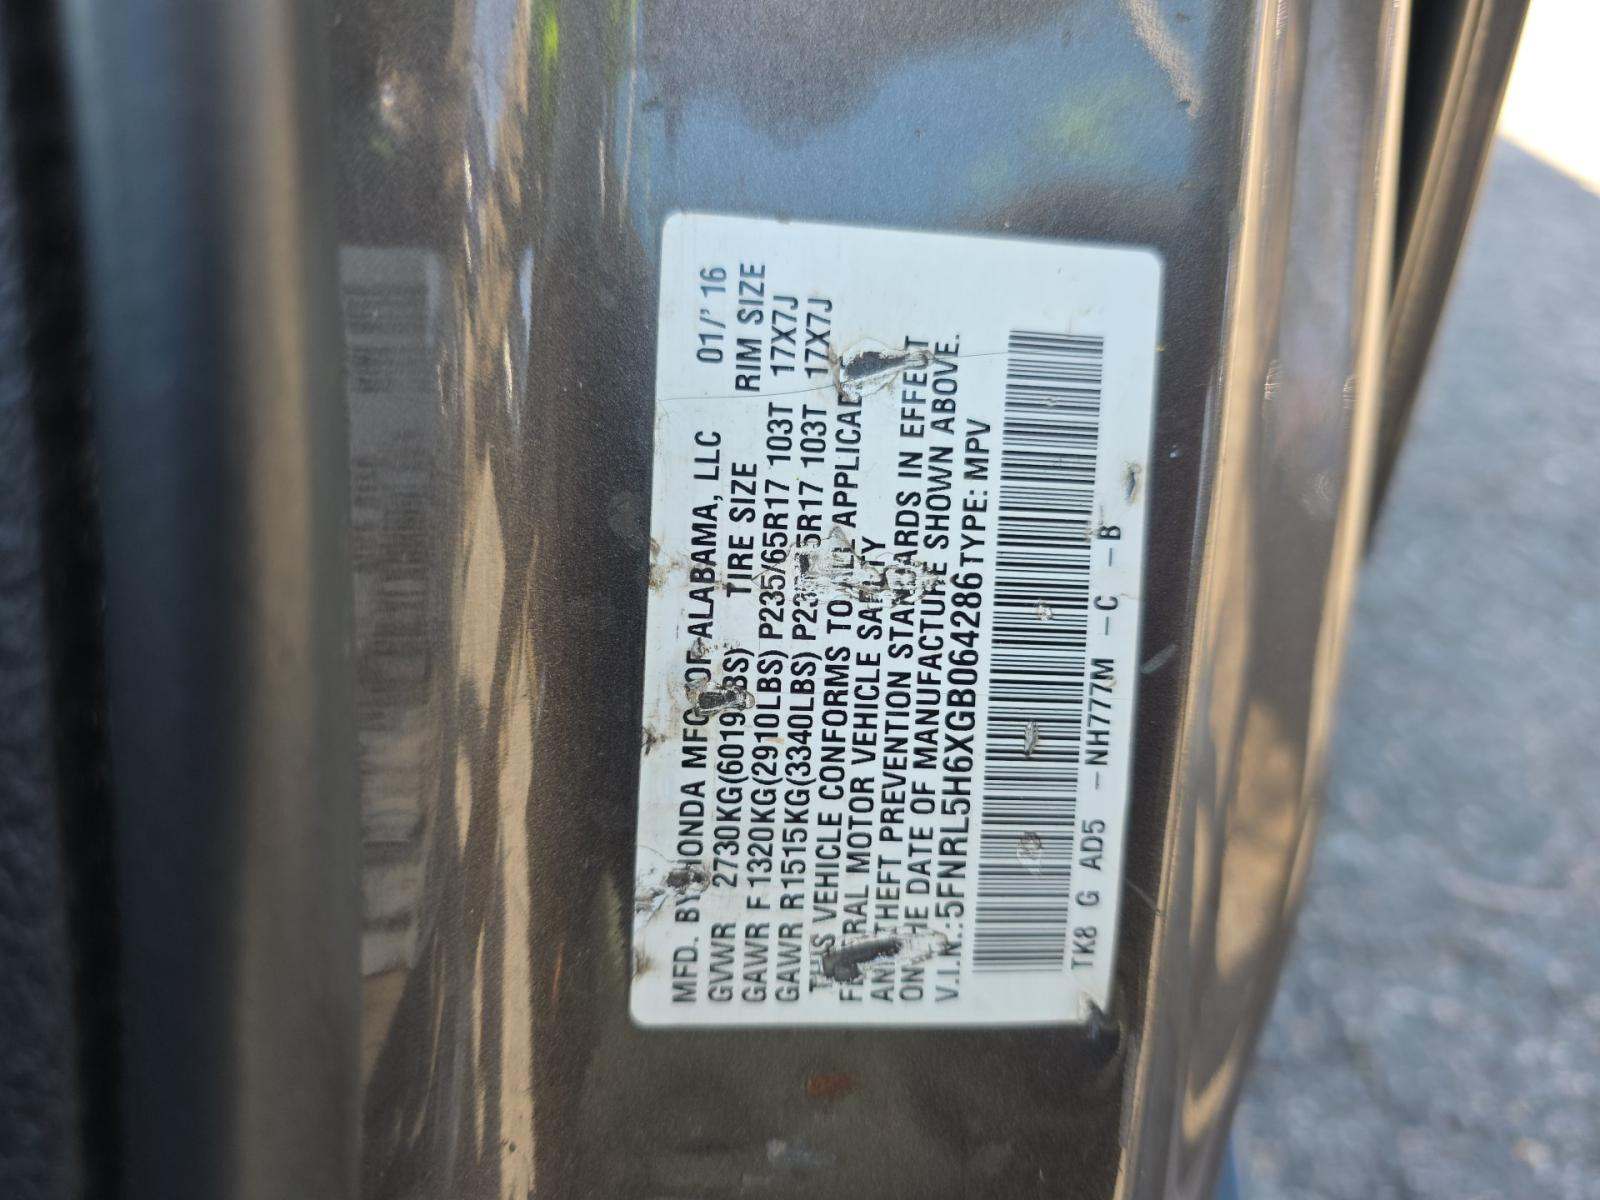 MFD. BY HONDA MFG OF ALABAMA, LLC 01/' 16
GVWR 2730KG(6019LBS) TIRE SIZE RIM SIZE
GAWR F 1320KG(2910LBS) P235/65R17 103T 17X7J
GAWR R 1515KG(3340LBS) P235/65R17 103T 17X7J
THIS VEHICLE CONFORMS TO ALL APPLICABLE
FEDERAL MOTOR VEHICLE SAFETY
AND THEFT PREVENTION STANDARDS IN EFFECT
ON THE DATE OF MANUFACTURE SHOWN ABOVE.
V.I.N.:5FNRL5H6XGB064286 TYPE: MPV
TK8 G AD5 -NH777M -C -B